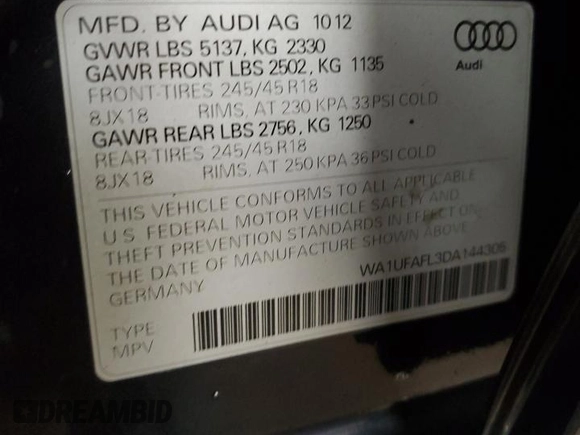 MFD. BY AUDI AG 10 12
GVWR LBS 5137, KG 2330
GAWR FRONT LBS 2502, KG 1135
FRONT-TIRES 245/45 R18
8JX18 RIMS, AT 230 KPA 33 PSI COLD
GAWR REAR LBS 2756, KG 1250
REAR-TIRES 245/45 R18
8JX18 RIMS, AT 250 KPA 36 PSI COLD
Audi
THIS VEHICLE CONFORMS TO ALL APPLICABLE
U.S. FEDERAL MOTOR VEHICLE SAFETY AND
THEFT PREVENTION STANDARDS IN EFFECT ON
THE DATE OF MANUFACTURE SHOWN ABOVE.
GERMANY
WA1UFAFL3DA144306
TYPE
MPV
DREAMBID